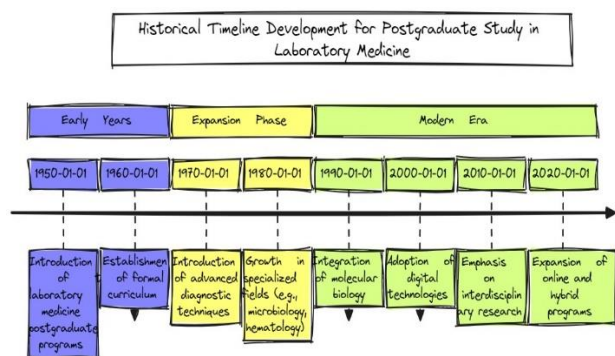 Historical Timeline Development for Postgraduate Study in
Laboratory Medicine
Early Years
Expansion Phase
Modern Era
1950-01-01
1960-01-01
1970-01-01
1980-01-01
1990-01-01
2000-01-01
2010-01-01
2020-01-01
Introduction
of
laboratory
medicine
postgraduate
programs
Establishmen
t of formal
curriculum
Introduction
of advanced
diagnostic
techniques
Growth in
specialized
fields (e.g.,
microbiology,
hematology)
Integration
of molecular
biology
Adoption of
digital
technologies
Emphasis
on
interdisciplin
ary research
Expansion of
online and
hybrid
programs